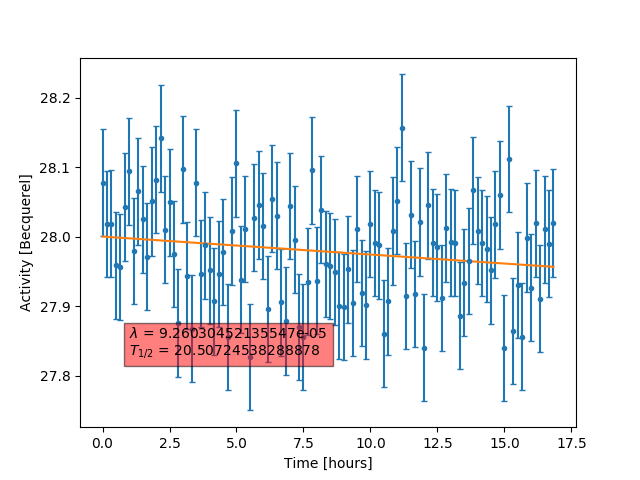 28.2
28.1
28.0
27.9
27.8
Activity [Becquerel]
λ = 9.260304521355547e-05
T1/2 = 20.50724538288878
0.0 2.5 5.0 7.5 10.0 12.5 15.0 17.5
Time [hours]